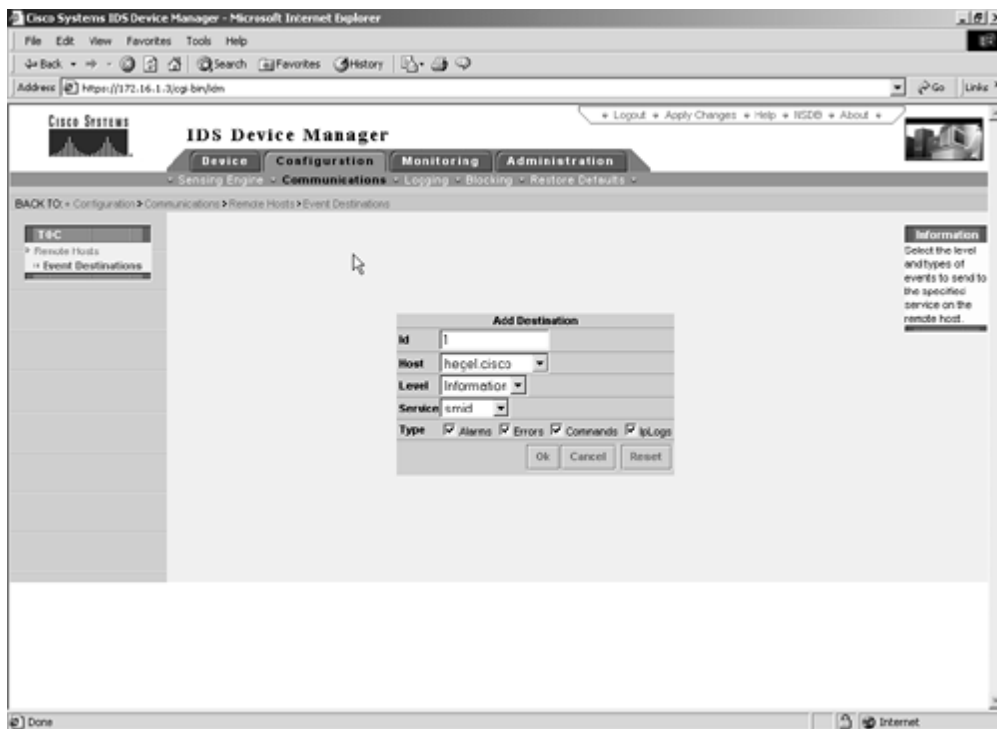 Cisco Systems IDS Device Manager - Microsoft Internet Explorer
File Edit View Favorites Tools Help
Back Search Favorites History
Address https://172.16.1.3/cgi-bin/idm Go Links
Cisco Systems
IDS Device Manager
Logout Apply Changes Help NSDB About
Device Configuration Monitoring Administration
Sensing Engine Communications Logging Blocking Restore Defaults
BACK TO: Configuration > Communications > Remote Hosts > Event Destinations
TOC
Remote Hosts
Event Destinations
Information
Select the level
and types of
events to send to
the specified
service on the
remote host.
Add Destination
Id 1
Host hegel.cisco
Level Information
Service smid
Type Alarms Errors Commands IpLogs
Ok Cancel Reset
Done Internet